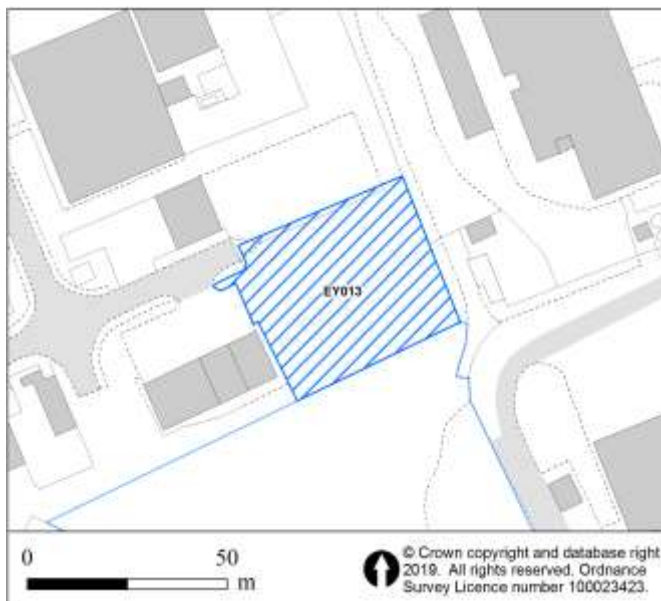 EY013
0 50
m
© Crown copyright and database right
2019. All rights reserved. Ordnance
Survey Licence number 100023423.